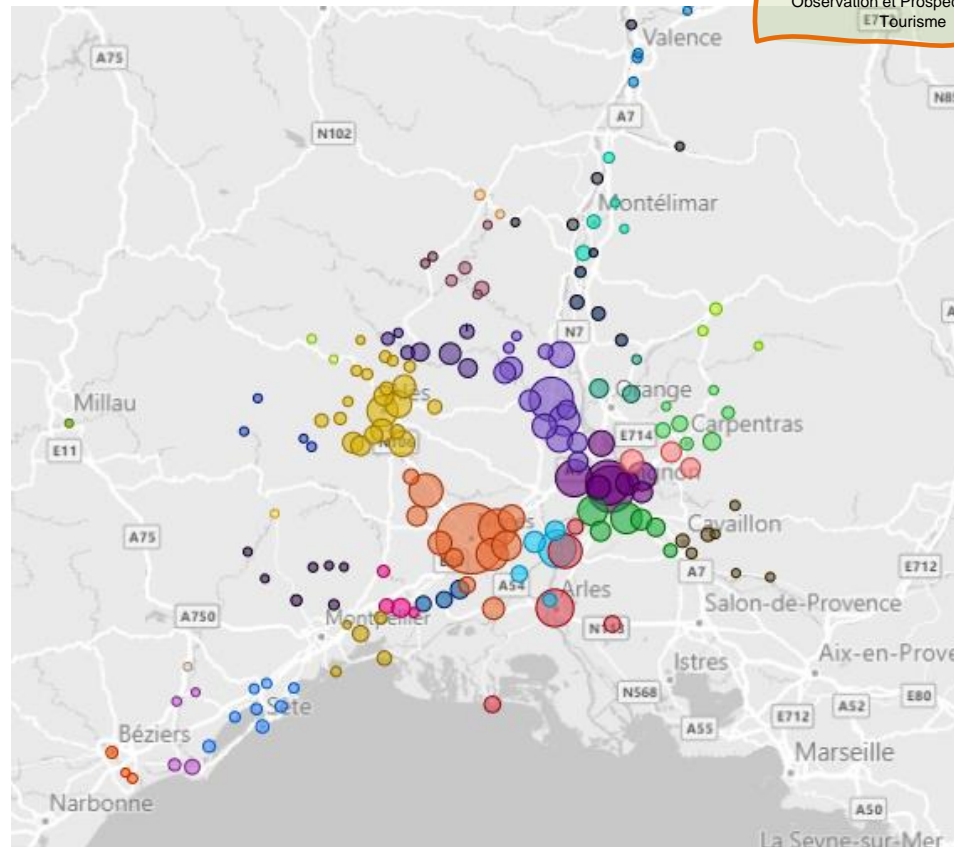 Tourisme
Valence
A75
A7
N102
Montélimar
N7
Millau
Orange
Carpentras
E714
E11
Cavaillon
A75
E712
A7
A54
Arles
Salon-de-Provence
A750
Montpellier
Istres
N568
Aix-en-Prove
E80
A52
E712
A55
Sète
Béziers
Marseille
Narbonne
A50
La Seyne-sur-Mer